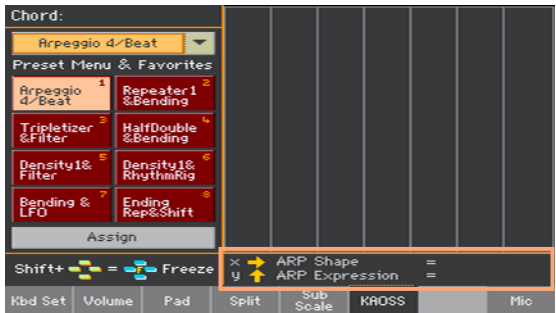 Chord:
Arpeggio 4/Beat
Preset Menu & Favorites
Arpeggio 4/Beat 1
Repeater1 &Bending 2
Tripletizer &Filter 3
HalfDouble &Bending 4
Density1& Filter 5
Density1& RhythmRig 6
Bending & LFO 7
Ending Rep&Shift 8
Assign
Shift+ = F Freeze
x ARP Shape =
y ARP Expression =
Kbd Set Volume Pad Split Sub Scale KAOSS Mic